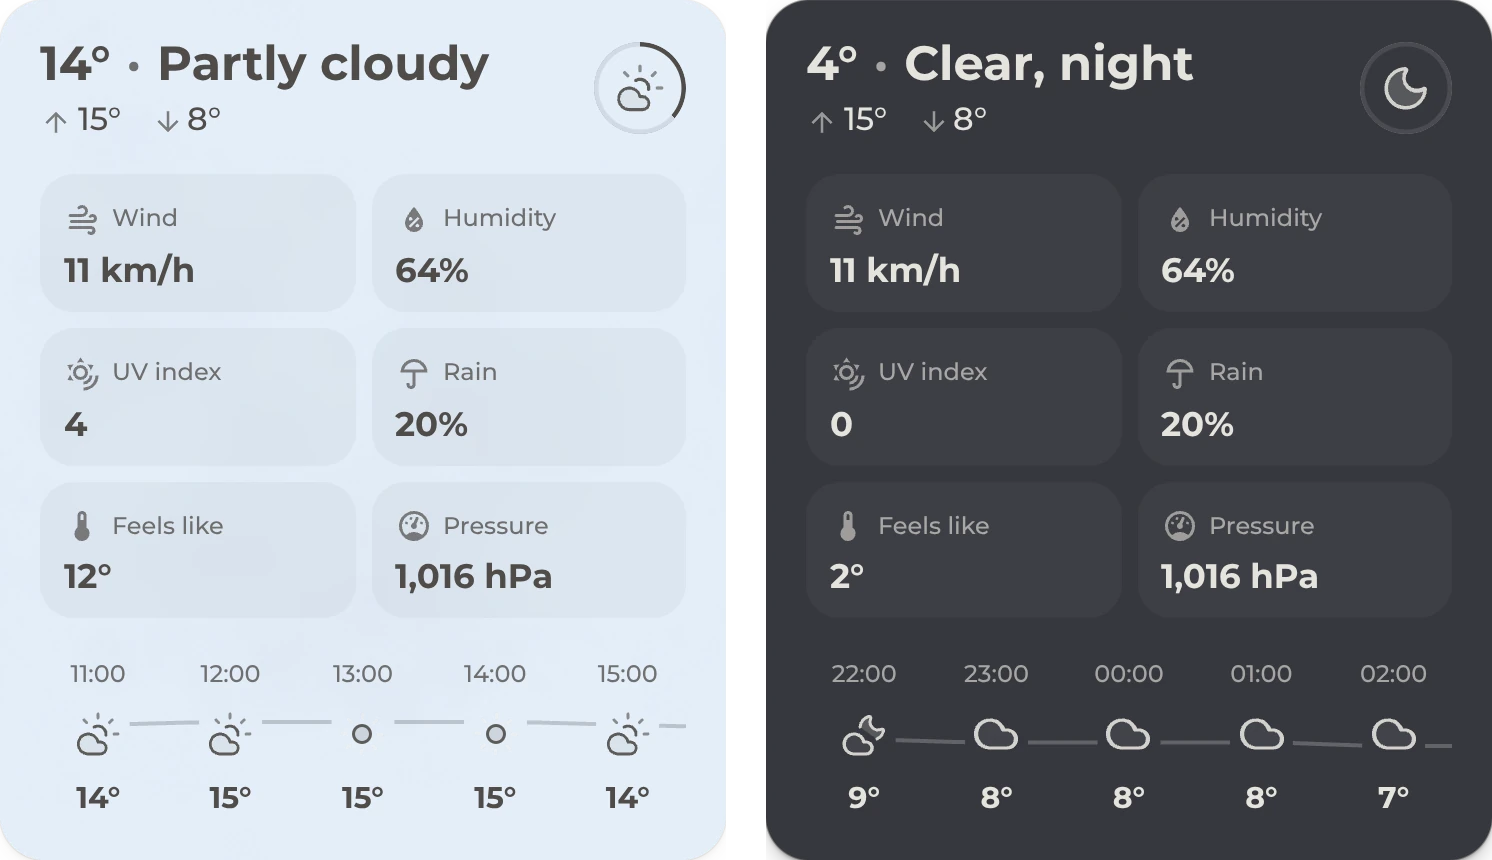 14° · Partly cloudy
↑ 15° ↓ 8°
Wind
11 km/h
Humidity
64%
UV index
4
Rain
20%
Feels like
12°
Pressure
1,016 hPa
11:00 12:00 13:00 14:00 15:00
14° 15° 15° 15° 14°
4° · Clear, night
↑ 15° ↓ 8°
Wind
11 km/h
Humidity
64%
UV index
0
Rain
20%
Feels like
2°
Pressure
1,016 hPa
22:00 23:00 00:00 01:00 02:00
9° 8° 8° 8° 7°